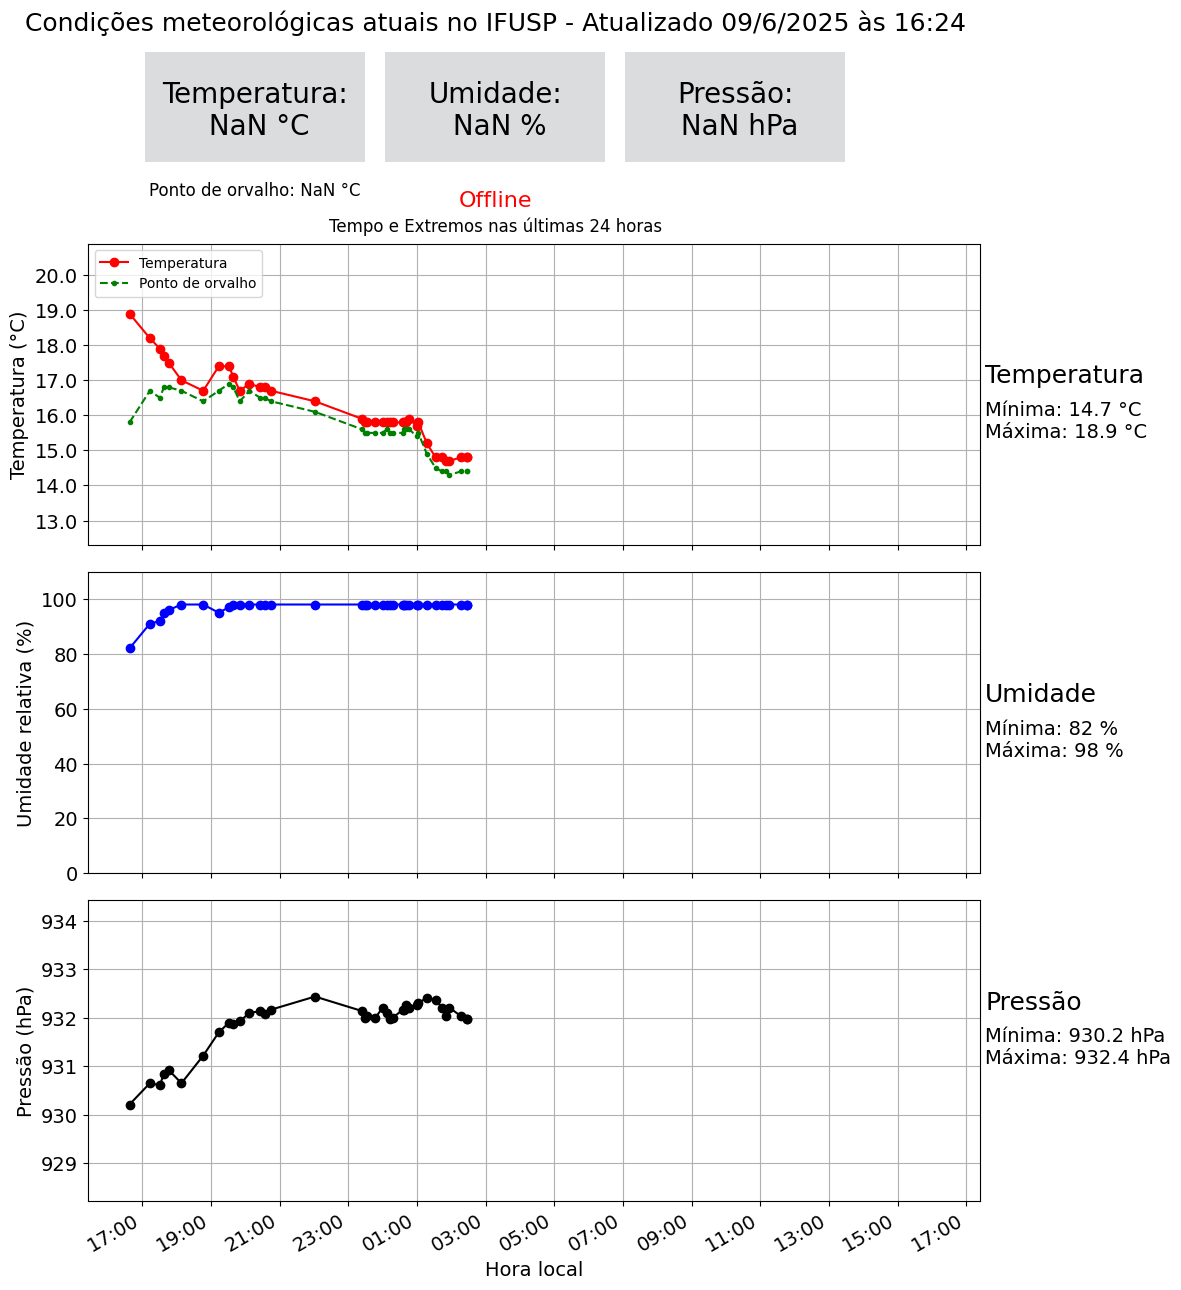 Condições meteorológicas atuais no IFUSP - Atualizado 09/6/2025 às 16:24
Temperatura:
NaN °C
Umidade:
NaN %
Pressão:
NaN hPa
Ponto de orvalho: NaN °C
Offline
Tempo e Extremos nas últimas 24 horas
Temperatura
Ponto de orvalho
Temperatura (°C)
20.0
19.0
18.0
17.0
16.0
15.0
14.0
13.0
Temperatura
Mínima: 14.7 °C
Máxima: 18.9 °C
Umidade relativa (%)
100
80
60
40
20
0
Umidade
Mínima: 82 %
Máxima: 98 %
Pressão (hPa)
934
933
932
931
930
929
Pressão
Mínima: 930.2 hPa
Máxima: 932.4 hPa
17:00
19:00
21:00
23:00
01:00
03:00
05:00
07:00
09:00
11:00
13:00
15:00
17:00
Hora local